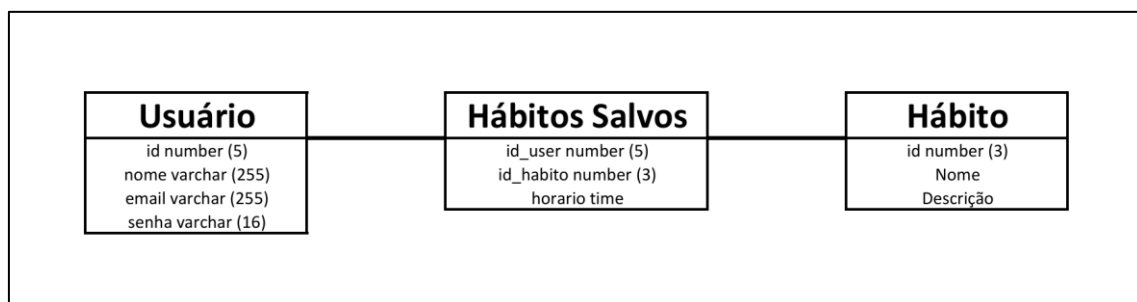 Usuário
id number (5)
nome varchar (255)
email varchar (255)
senha varchar (16)
Hábitos Salvos
id_user number (5)
id_habito number (3)
horario time
Hábito
id number (3)
Nome
Descrição